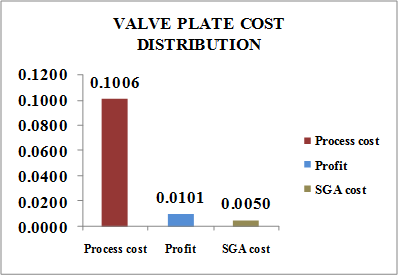 VALVE PLATE COST
DISTRIBUTION
0.1200
0.1000
0.0800
0.0600
0.0400
0.0200
0.0000
0.1006
0.0101
0.0050
Process cost
Profit
SGA cost
Process cost
Profit
SGA cost